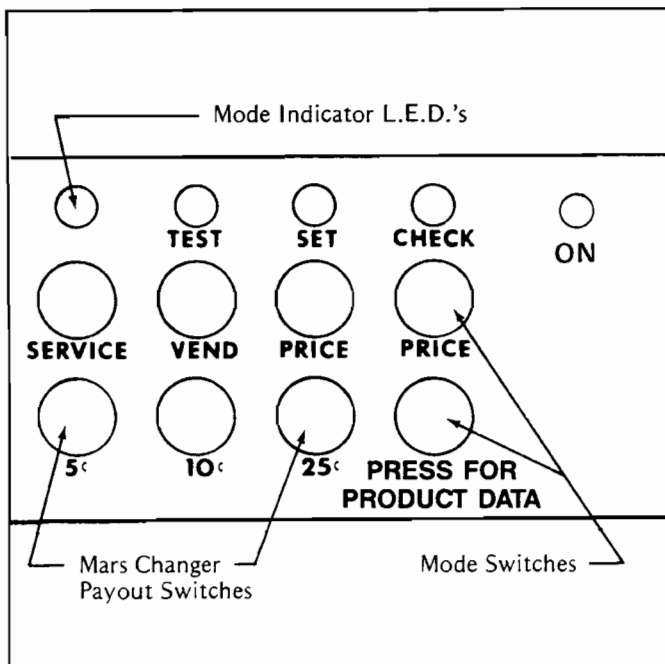 Mode Indicator L.E.D.'s
TEST SET CHECK
ON
SERVICE VEND PRICE PRICE
5¢ 10¢ 25¢ PRESS FOR
PRODUCT DATA
Mars Changer
Payout Switches
Mode Switches